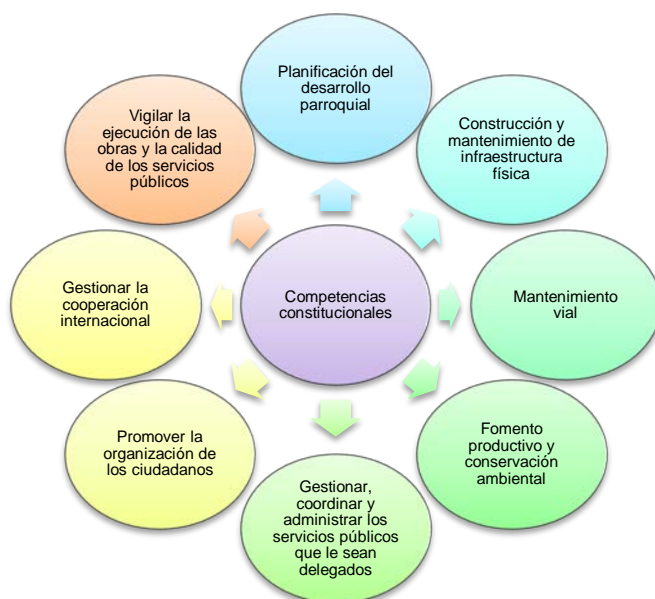 Planificación del
desarrollo
parroquial
Construcción y
mantenimiento de
infraestructura
física
Mantenimiento
vial
Fomento
productivo y
conservación
ambiental
Gestionar,
coordinar y
administrar los
servicios públicos
que le sean
delegados
Promover la
organización de
los ciudadanos
Gestionar la
cooperación
internacional
Vigilar la
ejecución de las
obras y la calidad
de los servicios
públicos
Competencias
constitucionales